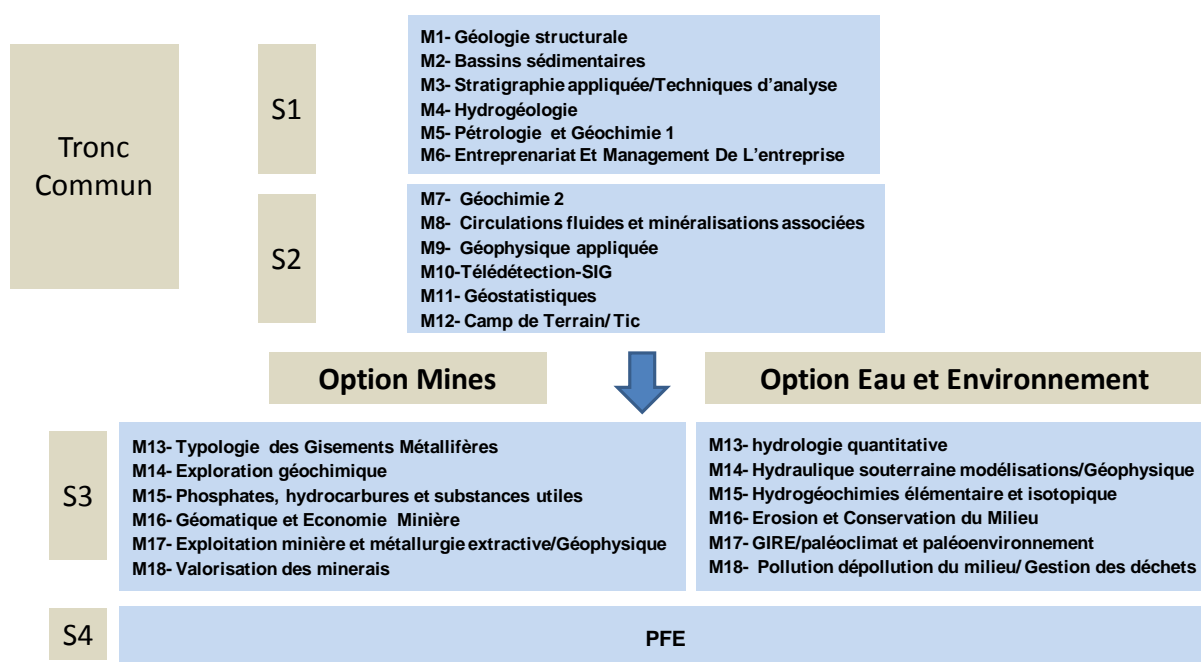 Tronc
Commun
S1
M1- Géologie structurale
M2- Bassins sédimentaires
M3- Stratigraphie appliquée/Techniques d’analyse
M4- Hydrogéologie
M5- Pétrologie et Géochimie 1
M6- Entreprenariat Et Management De L’entreprise
S2
M7- Géochimie 2
M8- Circulations fluides et minéralisations associées
M9- Géophysique appliquée
M10-Télédétection-SIG
M11- Géostatistiques
M12- Camp de Terrain/ Tic
Option Mines
Option Eau et Environnement
S3
M13- Typologie des Gisements Métallifères
M14- Exploration géochimique
M15- Phosphates, hydrocarbures et substances utiles
M16- Géomatique et Economie Minière
M17- Exploitation minière et métallurgie extractive/Géophysique
M18- Valorisation des minerais
M13- hydrologie quantitative
M14- Hydraulique souterraine modélisations/Géophysique
M15- Hydrogéochimies élémentaire et isotopique
M16- Erosion et Conservation du Milieu
M17- GIRE/paléoclimat et paléoenvironnement
M18- Pollution dépollution du milieu/ Gestion des déchets
S4
PFE